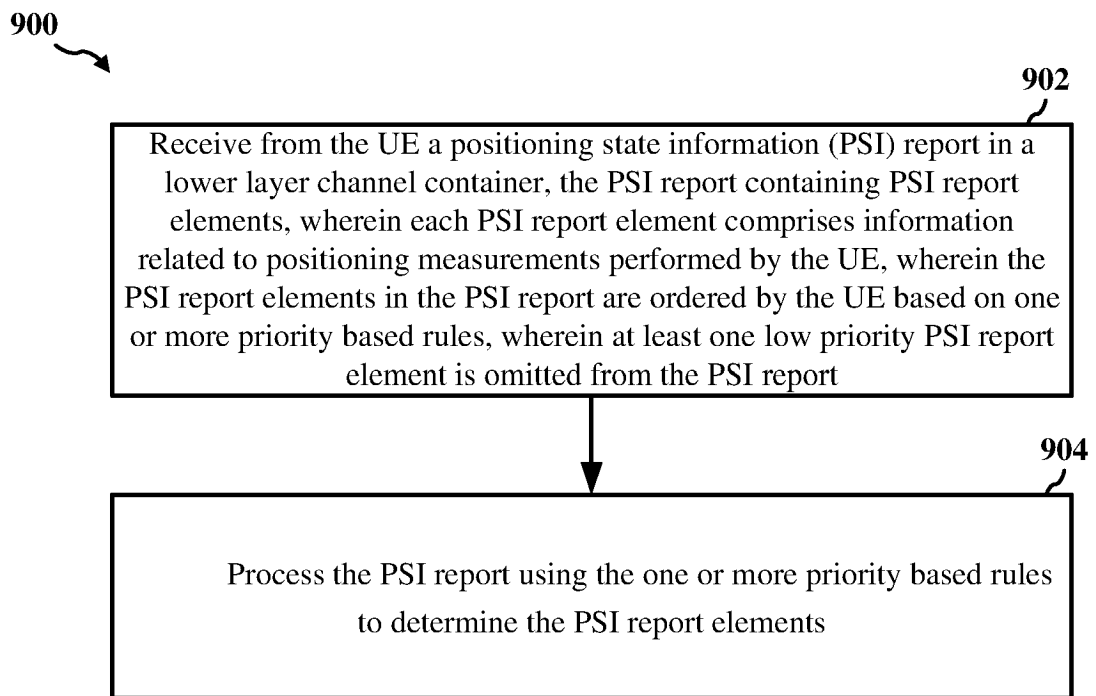 900
902
Receive from the UE a positioning state information (PSI) report in a
lower layer channel container, the PSI report containing PSI report
elements, wherein each PSI report element comprises information
related to positioning measurements performed by the UE, wherein the
PSI report elements in the PSI report are ordered by the UE based on one
or more priority based rules, wherein at least one low priority PSI report
element is omitted from the PSI report
904
Process the PSI report using the one or more priority based rules
to determine the PSI report elements